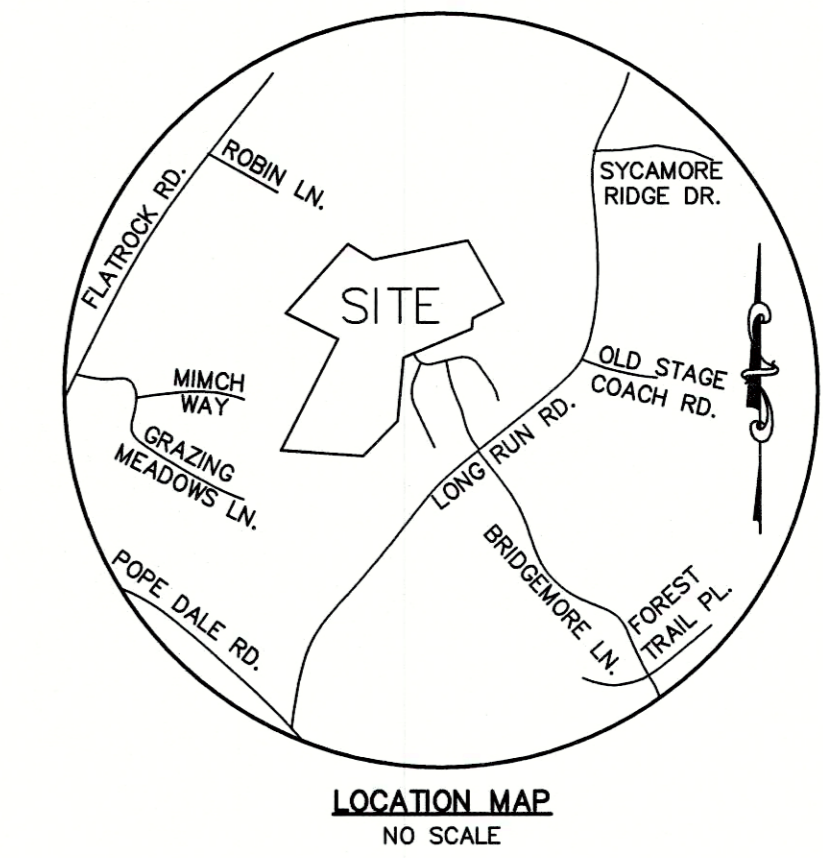 FLATROCK RD.
ROBIN LN.
SYCAMORE
RIDGE DR.
SITE
MIMCH
WAY
OLD STAGE
COACH RD.
GRAZING
MEADOWS LN.
LONG RUN RD.
POPE DALE RD.
BRIDGEMORE LN.
FOREST
TRAIL PL.
LOCATION MAP
NO SCALE